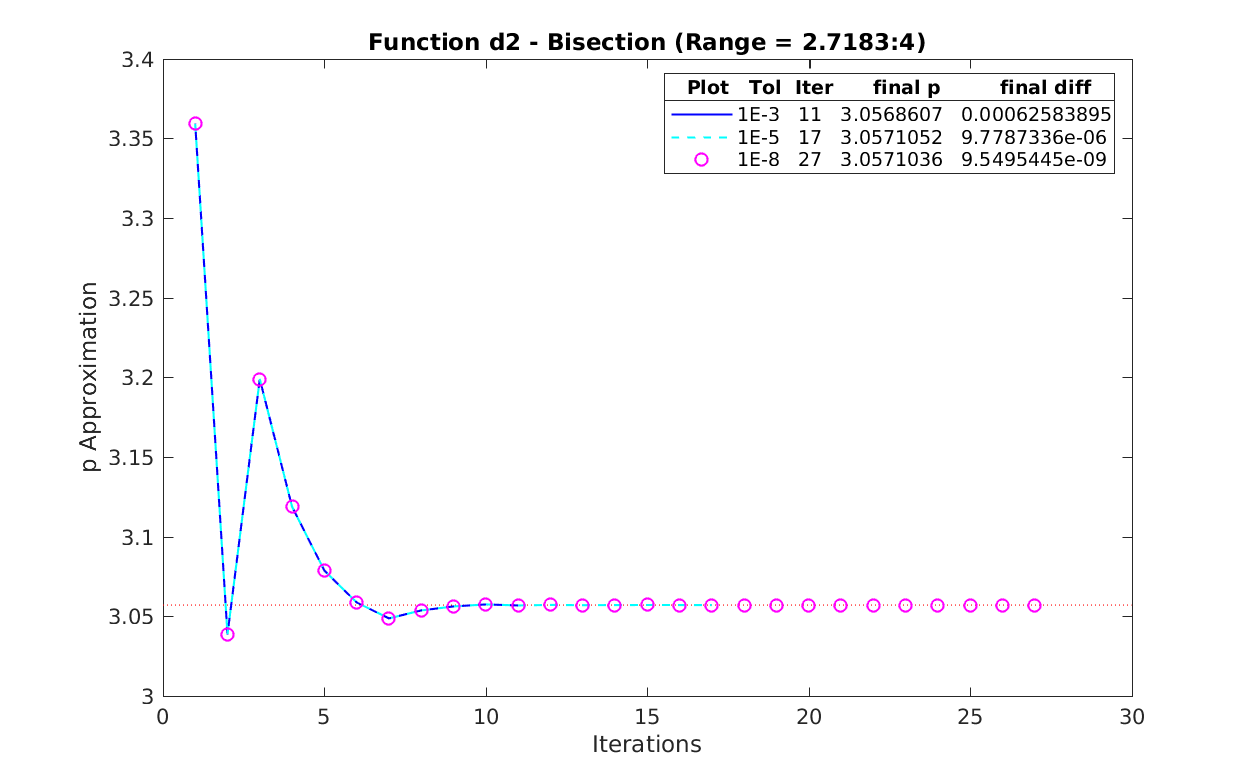 Function d2 - Bisection (Range = 2.7183:4)
Plot Tol Iter final p final diff
1E-3 11 3.0568607 0.00062583895
1E-5 17 3.0571052 9.7787336e-06
1E-8 27 3.0571036 9.5495445e-09
p Approximation
3.4
3.35
3.3
3.25
3.2
3.15
3.1
3.05
3
0 5 10 15 20 25 30
Iterations